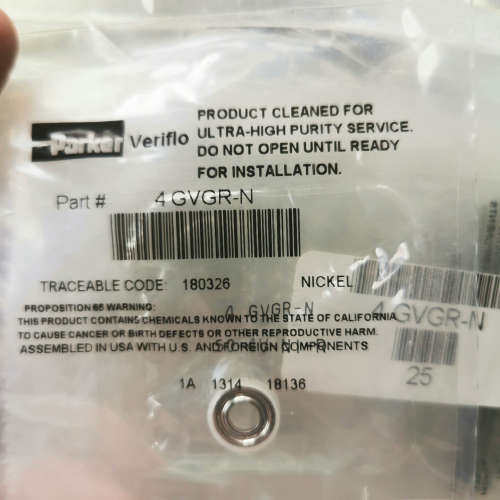 PRODUCT CLEANED FOR
Parker Veriflo ULTRA-HIGH PURITY SERVICE.
DO NOT OPEN UNTIL READY
FOR INSTALLATION.
Part # 4 GVGR-N
TRACEABLE CODE: 180326 NICKEL
PROPOSITION 65 WARNING:
4 GVGR-N
4 GVGR-N
THIS PRODUCT CONTAINS CHEMICALS KNOWN TO THE STATE OF CALIFORNIA
TO CAUSE CANCER OR BIRTH DEFECTS OR OTHER REPRODUCTIVE HARM.
ASSEMBLED IN USA WITH U.S. AND FOREIGN COMPONENTS
25
1A 1314 18136